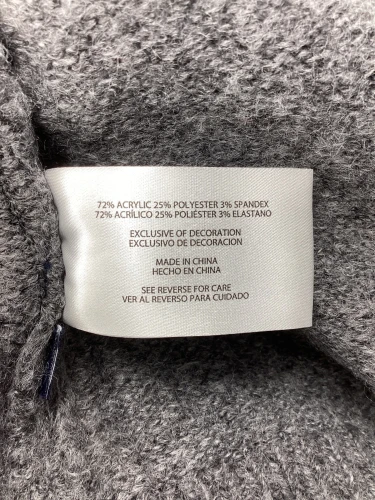 72% ACRYLIC 25% POLYESTER 3% SPANDEX
72% ACRÍLICO 25% POLIÉSTER 3% ELASTANO
EXCLUSIVE OF DECORATION
EXCLUSIVO DE DECORACION
MADE IN CHINA
HECHO EN CHINA
SEE REVERSE FOR CARE
VER AL REVERSO PARA CUIDADO